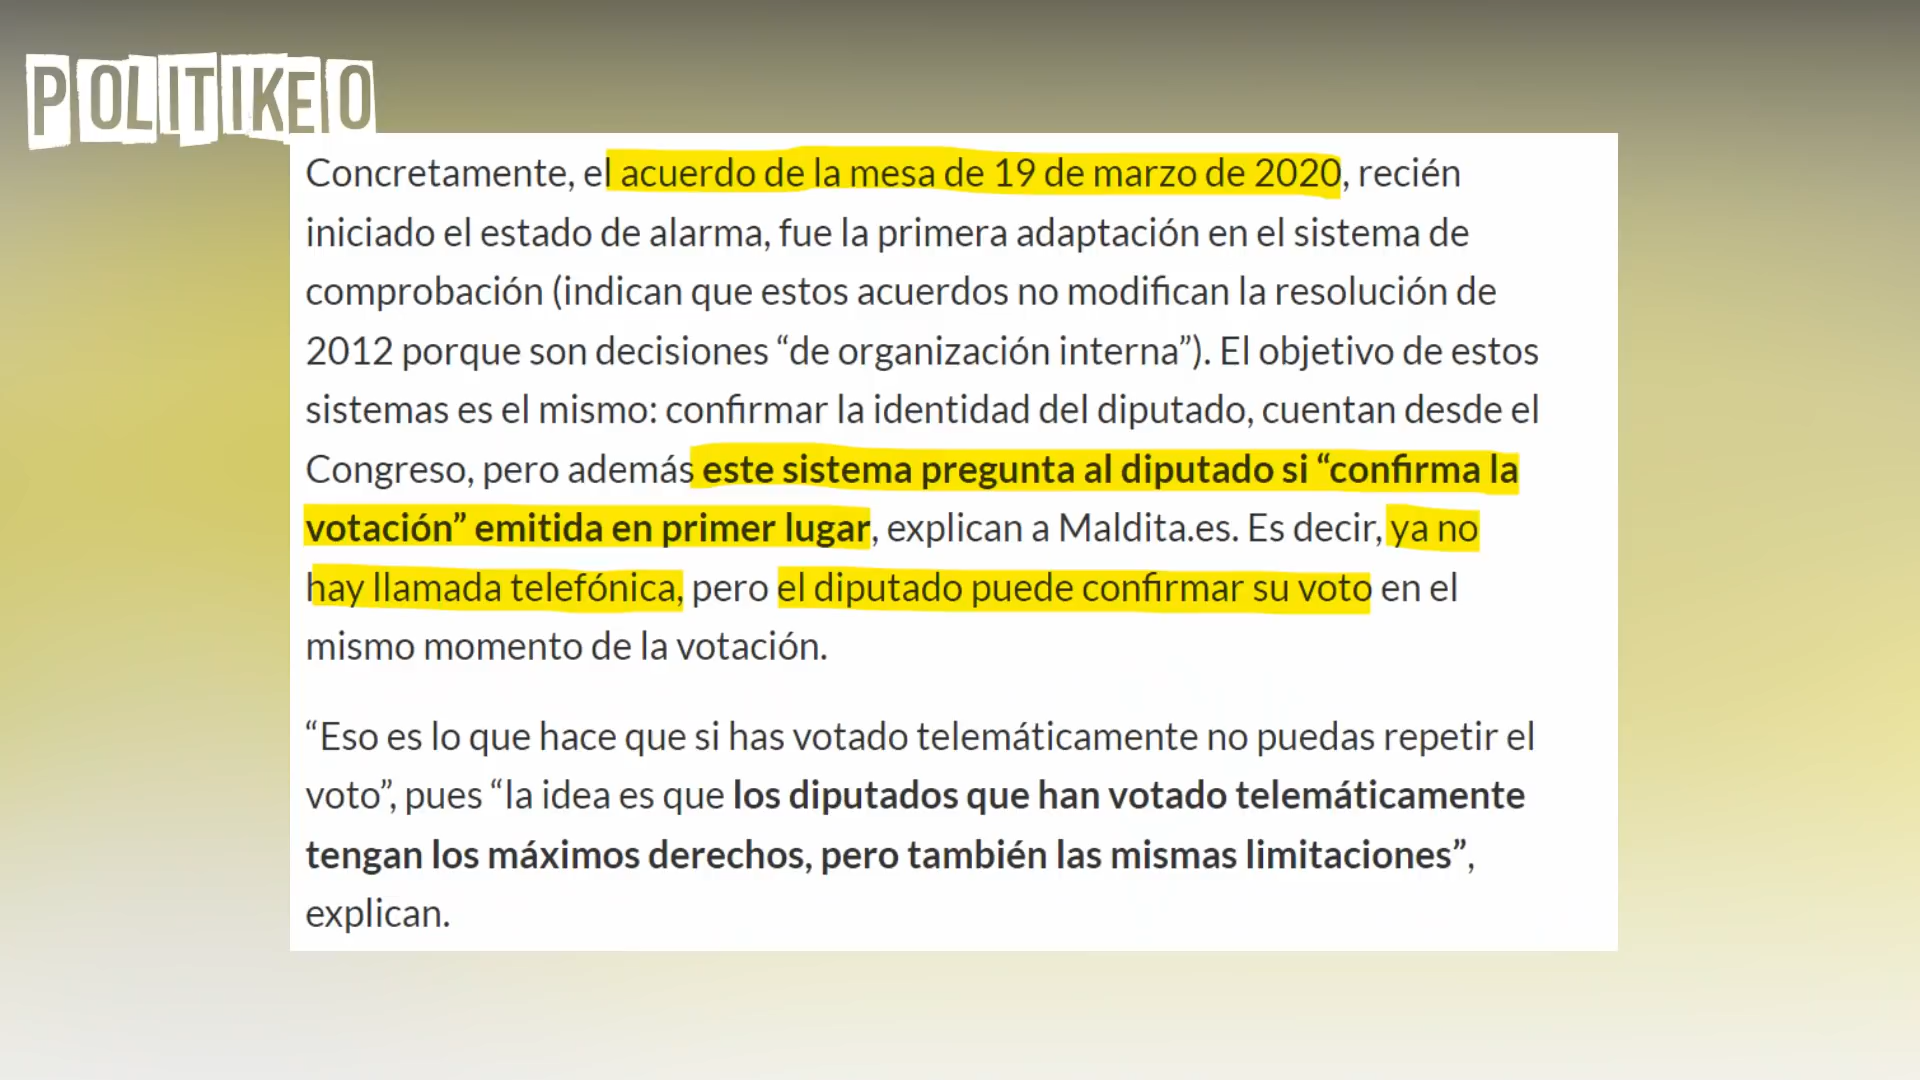 POLITIKEO
Concretamente, el acuerdo de la mesa de 19 de marzo de 2020, recién
iniciado el estado de alarma, fue la primera adaptación en el sistema de
comprobación (indican que estos acuerdos no modifican la resolución de
2012 porque son decisiones “de organización interna”). El objetivo de estos
sistemas es el mismo: confirmar la identidad del diputado, cuentan desde el
Congreso, pero además este sistema pregunta al diputado si “confirma la
votación” emitida en primer lugar, explican a Maldita.es. Es decir, ya no
hay llamada telefónica, pero el diputado puede confirmar su voto en el
mismo momento de la votación.
“Eso es lo que hace que si has votado telemáticamente no puedas repetir el
voto”, pues “la idea es que los diputados que han votado telemáticamente
tengan los máximos derechos, pero también las mismas limitaciones”,
explican.